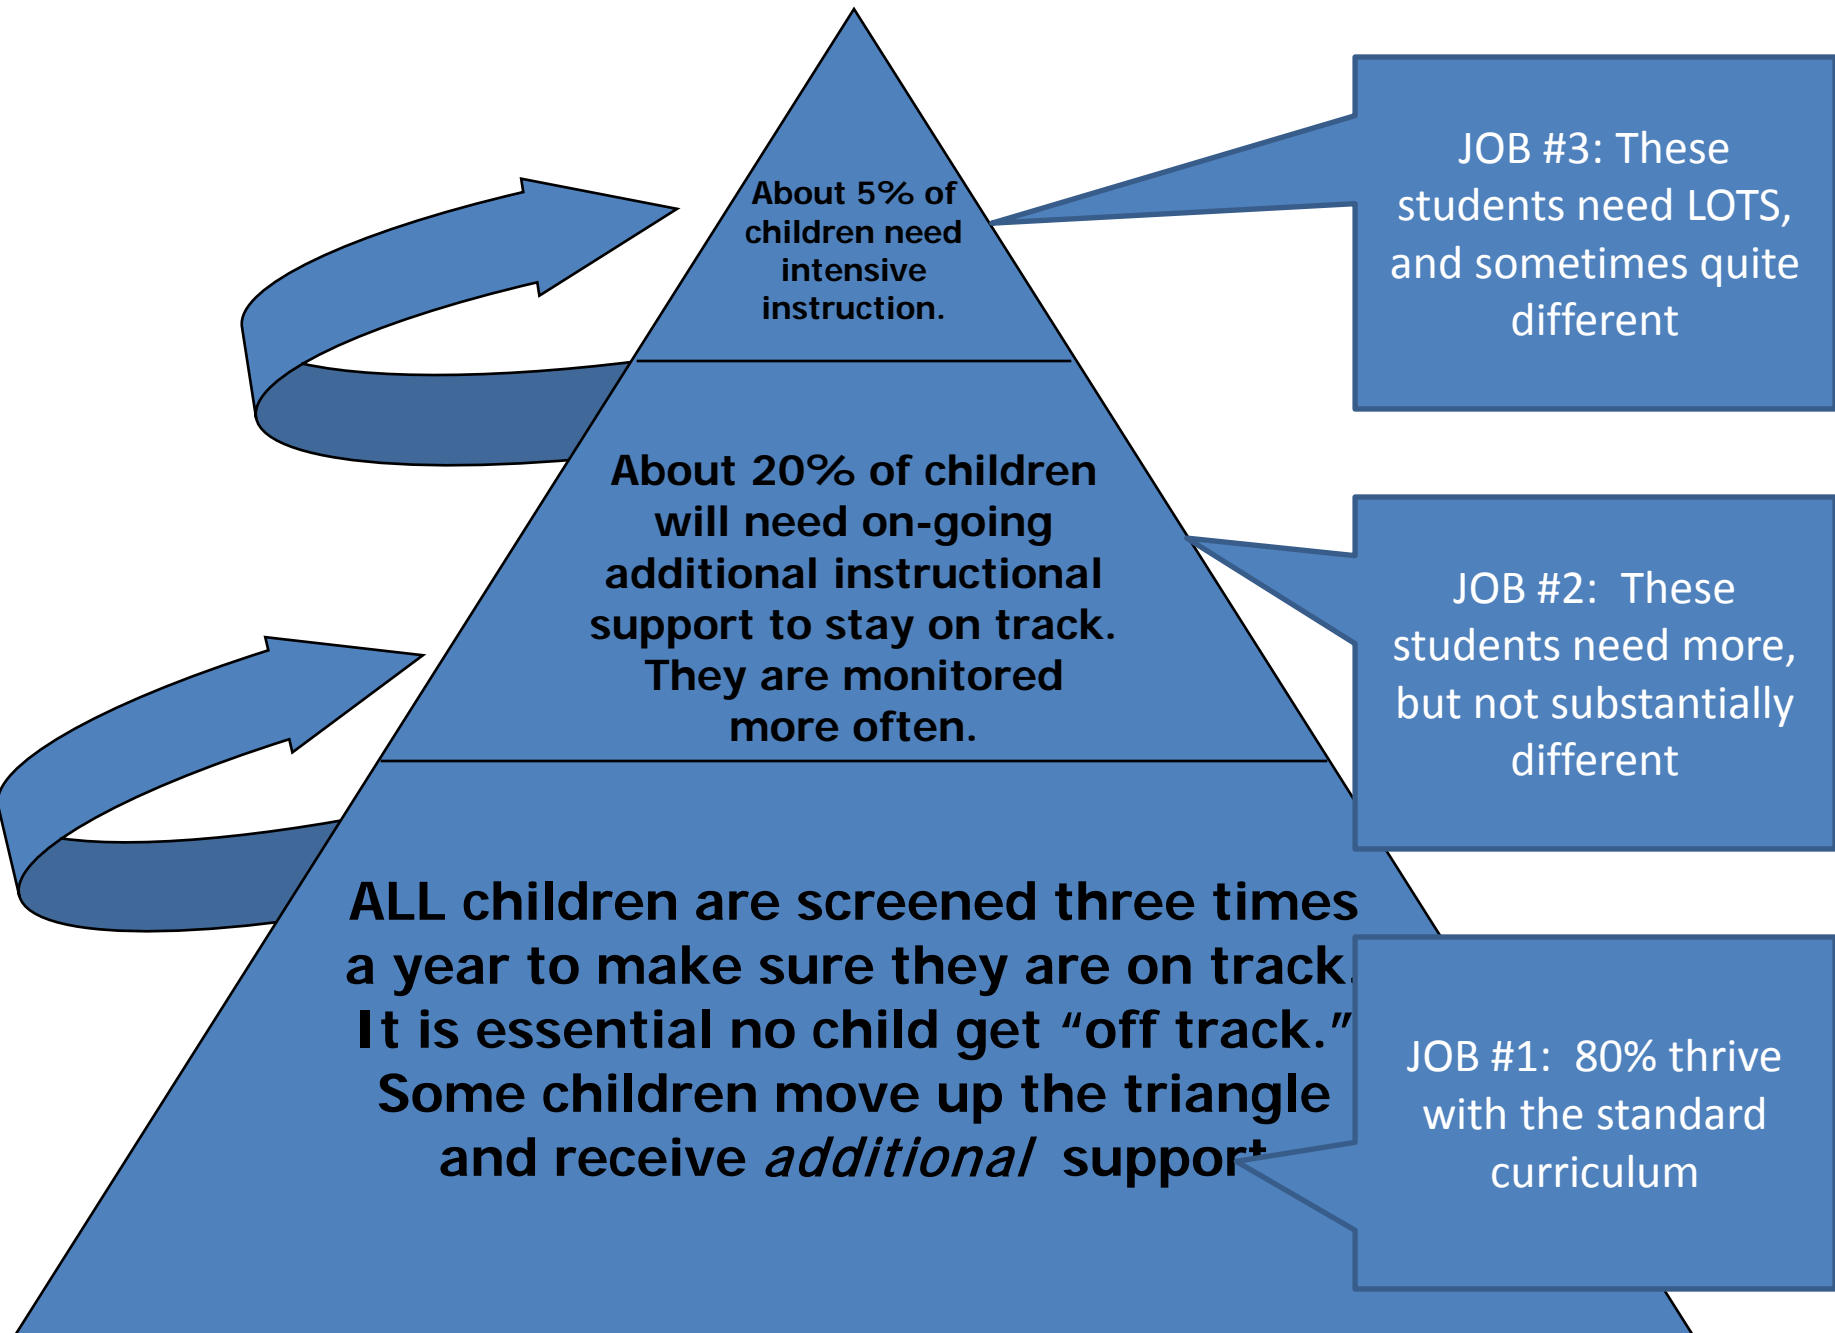 About 5% of
children need
intensive
instruction.
JOB #3: These
students need LOTS,
and sometimes quite
different
About 20% of children
will need on-going
additional instructional
support to stay on track.
They are monitored
more often.
JOB #2:  These
students need more,
but not substantially
different
ALL children are screened three times
a year to make sure they are on track.
It is essential no child get “off track.”
Some children move up the triangle
and receive additional  support
JOB #1:  80% thrive
with the standard
curriculum